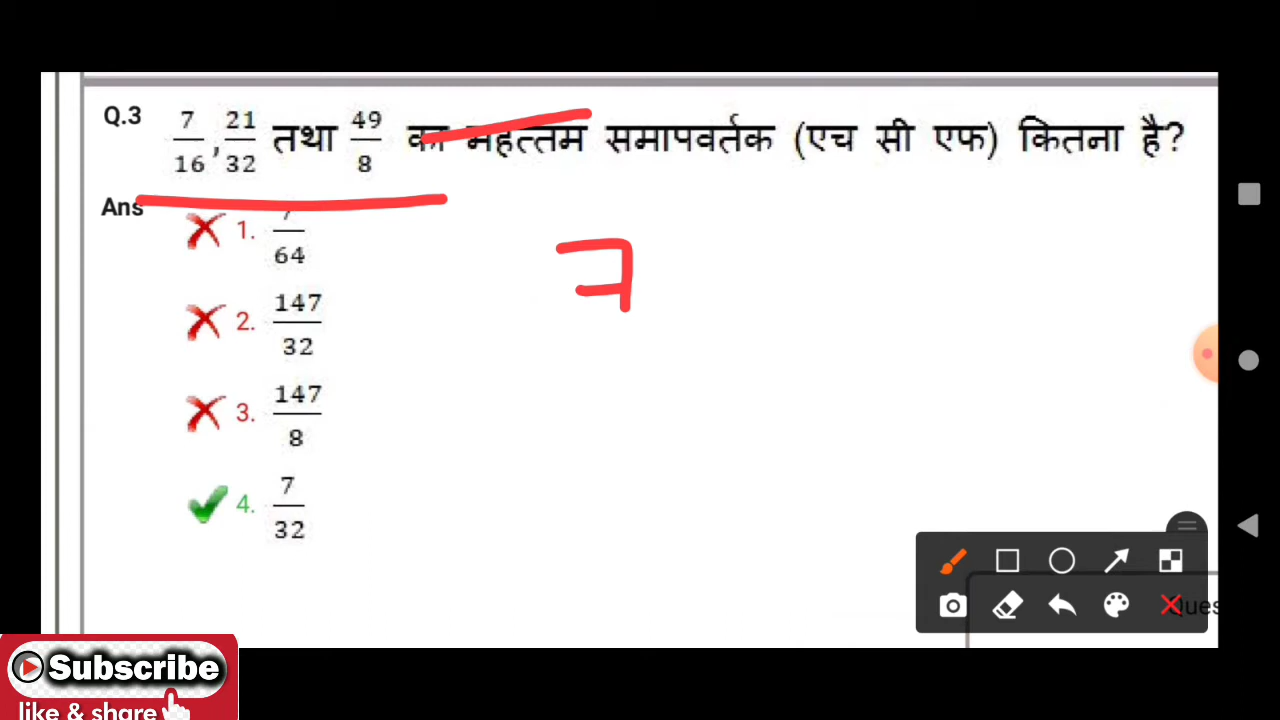 Q.3 7/16, 21/32 तथा 49/8 का महत्तम समापवर्तक (एच सी एफ) कितना है?
Ans
1. 7/64
2. 147/32
3. 147/8
4. 7/32
7
Ques
Subscribe
like & share